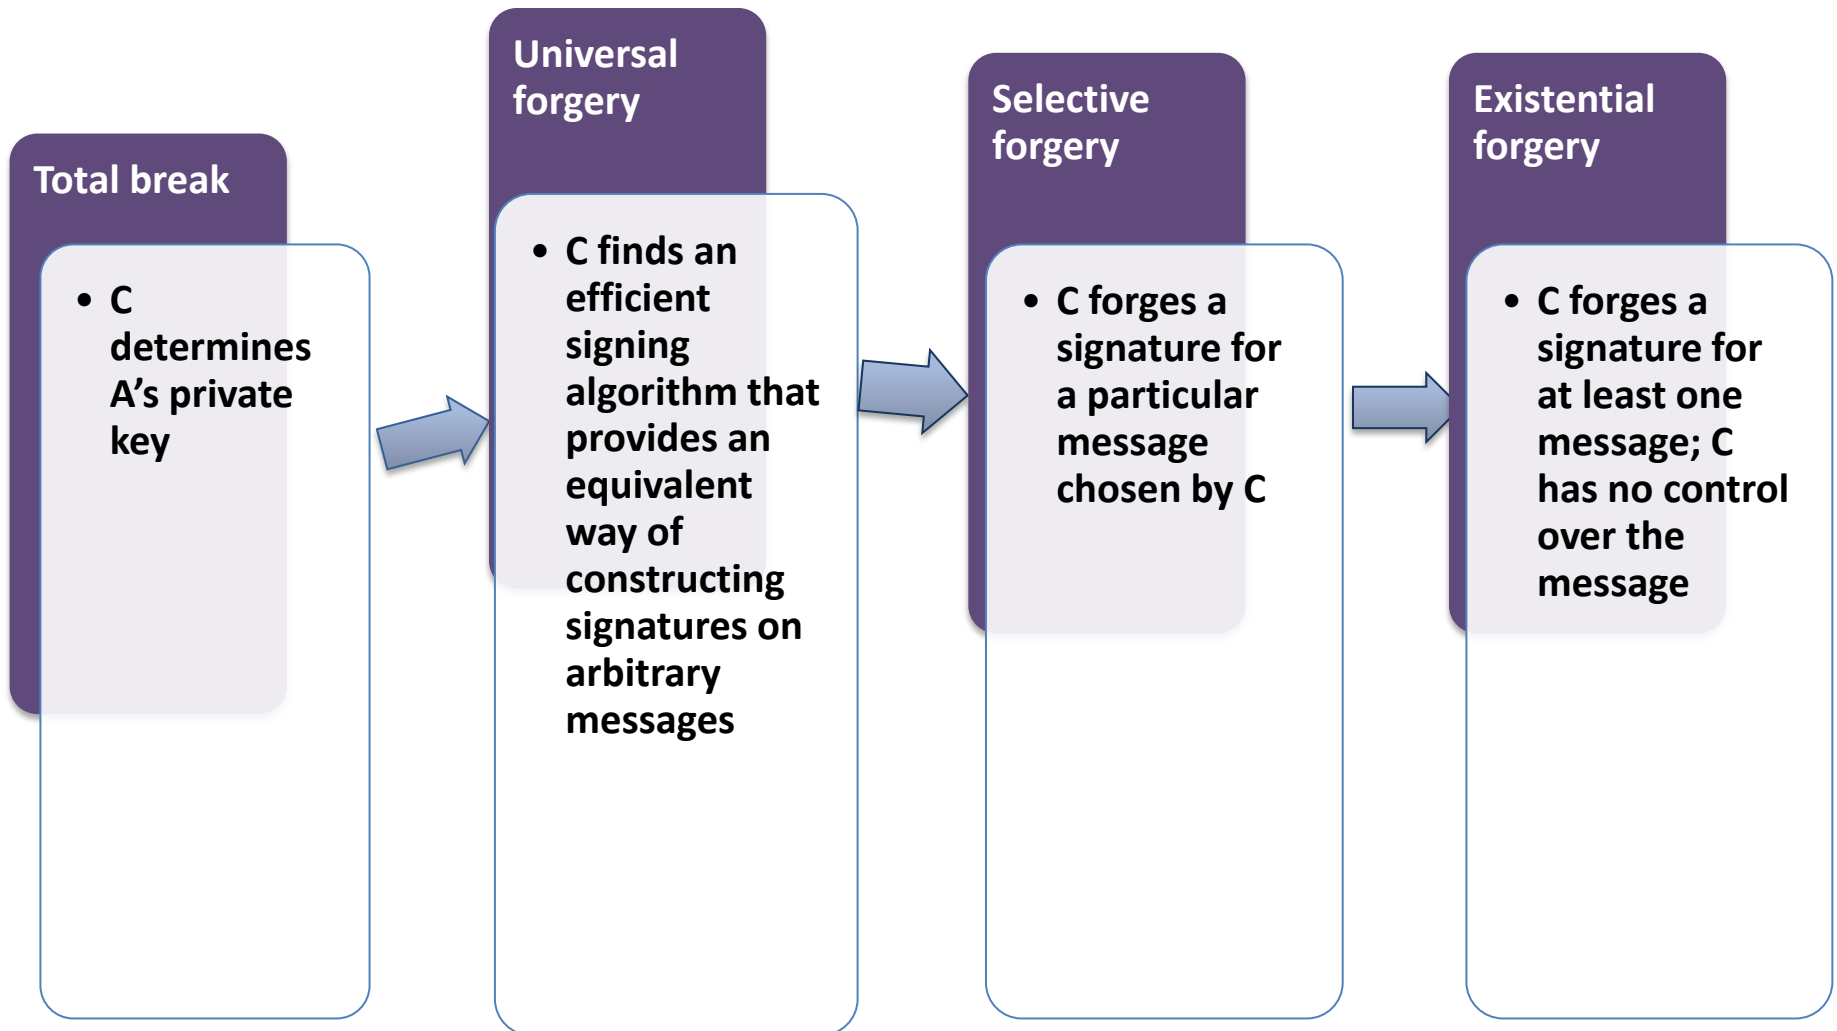 Total break
• C
determines
A’s private
key
Universal
forgery
• C finds an
efficient
signing
algorithm that
provides an
equivalent
way of
constructing
signatures on
arbitrary
messages
Selective
forgery
• C forges a
signature for
a particular
message
chosen by C
Existential
forgery
• C forges a
signature for
at least one
message; C
has no control
over the
message